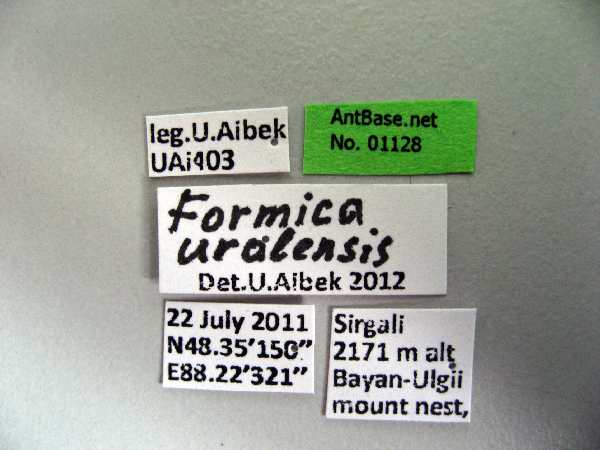 leg.U.Aibek
UAi403
AntBase.net
No. 01128
Formica
uralensis
Det.U.Aibek 2012
22 July 2011
N48.35'150"
E88.22'321"
Sirgali
2171 m alt
Bayan-Ulgii
mount nest,